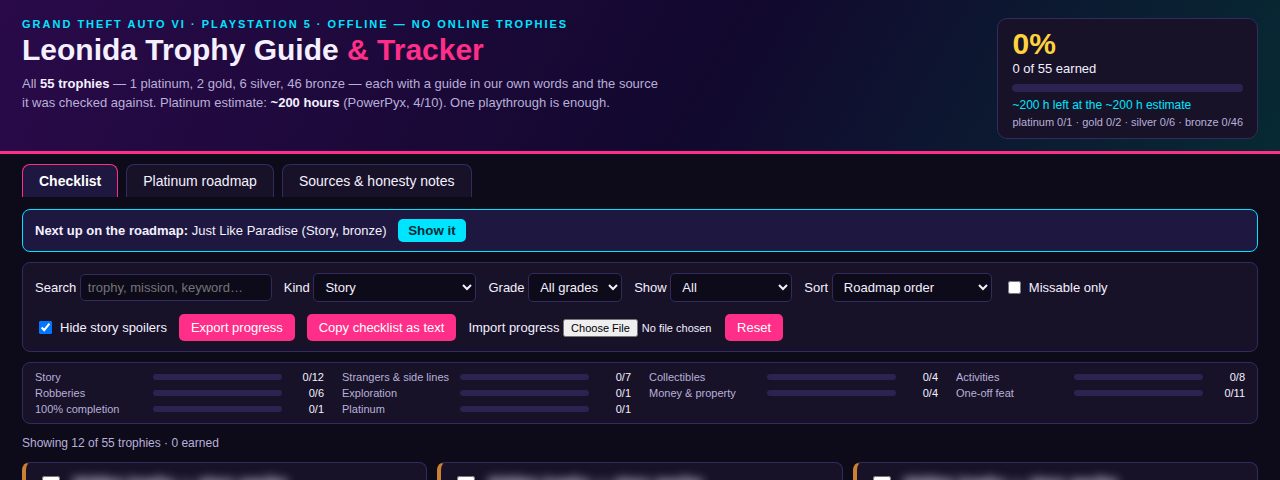 GRAND THEFT AUTO VI · PLAYSTATION 5 · OFFLINE — NO ONLINE TROPHIES
Leonida Trophy Guide & Tracker
All 55 trophies — 1 platinum, 2 gold, 6 silver, 46 bronze — each with a guide in our own words and the source
it was checked against. Platinum estimate: ~200 hours (PowerPyx, 4/10). One playthrough is enough.
0%
0 of 55 earned
~200 h left at the ~200 h estimate
platinum 0/1 · gold 0/2 · silver 0/6 · bronze 0/46
Checklist Platinum roadmap Sources & honesty notes
Next up on the roadmap: Just Like Paradise (Story, bronze) Show it
Search trophy, mission, keyword… Kind Story Grade All grades Show All Sort Roadmap order Missable only
Hide story spoilers Export progress Copy checklist as text Import progress Choose File No file chosen Reset
Story 0/12 Strangers & side lines 0/7 Collectibles 0/4 Activities 0/8
Robberies 0/6 Exploration 0/1 Money & property 0/4 One-off feat 0/11
100% completion 0/1 Platinum 0/1
Showing 12 of 55 trophies · 0 earned